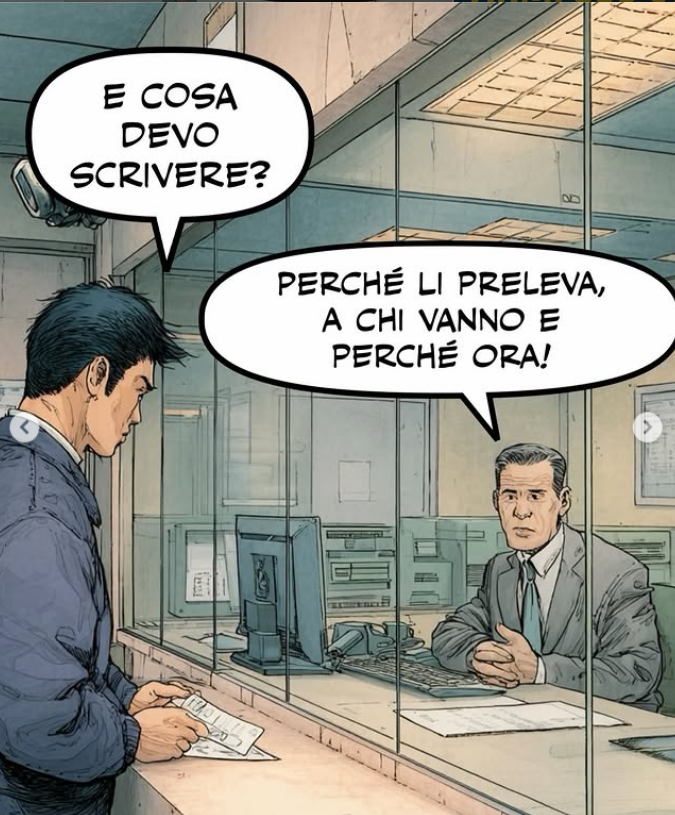 E COSA
DEVO
SCRIVERE?
PERCHÉ LI PRELEVA,
A CHI VANNO E
PERCHÉ ORA!